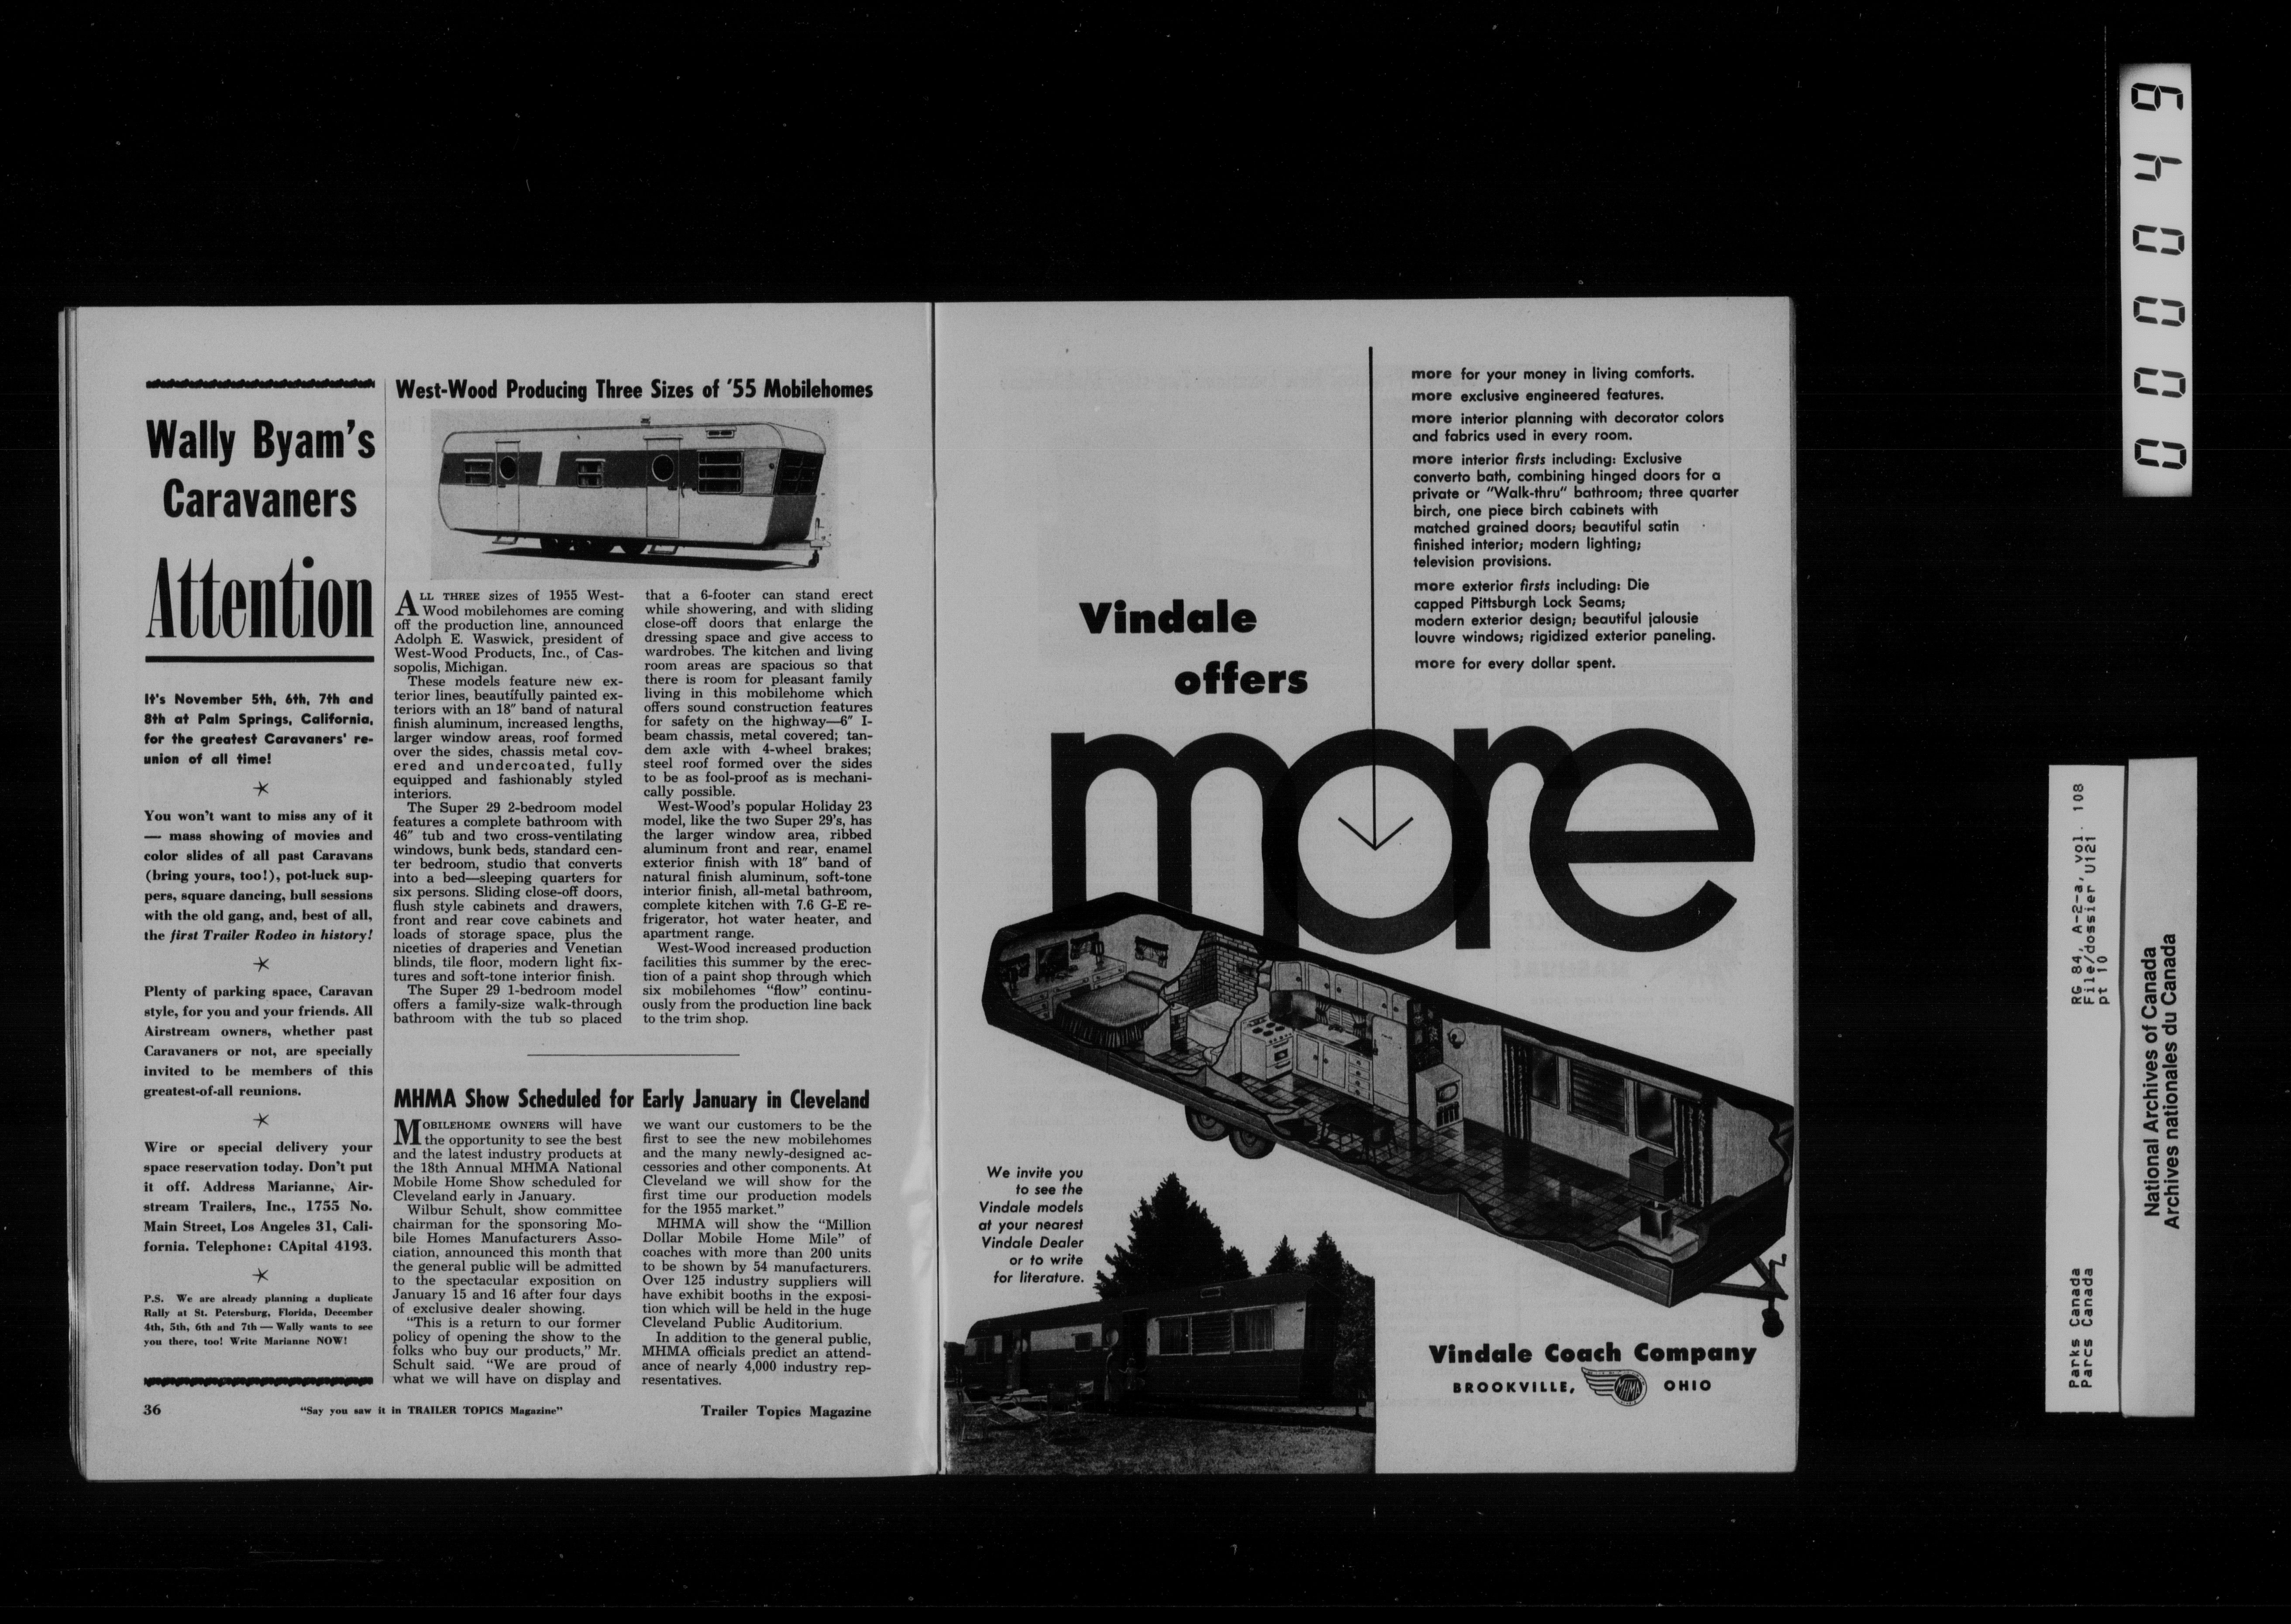 Wally Byam's
Caravaners
Attention
It's November 5th, 6th, 7th and
8th at Palm Springs, California,
for the greatest Caravaners' re-
union of all time!
You won't want to miss any of it
— mass showing of movies and
color slides of all past Caravans
(bring yours, too!), pot-luck sup-
pers, square dancing, bull sessions
with the old gang, and, best of all,
the first Trailer Rodeo in history!
Plenty of parking space, Caravan
style, for you and your friends. All
Airstream owners, whether past
Caravaners or not, are specially
invited to be members of this
greatest-of-all reunions.
Wire or special delivery your
space reservation today. Don't put
it off. Address Marianne, Air-
stream Trailers, Inc., 1755 No.
Main Street, Los Angeles 31, Cali-
fornia. Telephone: CApital 4193.
P.S. We are already planning a duplicate
Rally at St. Petersburg, Florida, December
4th, 5th, 6th and 7th — Wally wants to see
you there, too! Write Marianne NOW!
West-Wood Producing Three Sizes of '55 Mobilehomes
ALL THREE sizes of 1955 West-
Wood mobilehomes are coming
off the production line, announced
Adolph E. Waswick, president of
West-Wood Products, Inc., of Cas-
sopolis, Michigan.
These models feature new ex-
terior lines, beautifully painted ex-
teriors with an 18" band of natural
finish aluminum, increased lengths,
larger window areas, roof formed
over the sides, chassis metal cov-
ered and undercoated, fully
equipped and fashionably styled
interiors.
The Super 29 2-bedroom model
features a complete bathroom with
46" tub and two cross-ventilating
windows, bunk beds, standard cen-
ter bedroom, studio that converts
into a bed—sleeping quarters for
six persons. Sliding close-off doors,
flush style cabinets and drawers,
front and rear cove cabinets and
loads of storage space, plus the
niceties of draperies and Venetian
blinds, tile floor, modern light fix-
tures and soft-tone interior finish.
The Super 29 1-bedroom model
offers a family-size walk-through
bathroom with the tub so placed
that a 6-footer can stand erect
while showering, and with sliding
close-off doors that enlarge the
dressing space and give access to
wardrobes. The kitchen and living
room areas are spacious so that
there is room for pleasant family
living in this mobilehome which
offers sound construction features
for safety on the highway—6" I-
beam chassis, metal covered; tan-
dem axle with 4-wheel brakes;
steel roof formed over the sides
to be as fool-proof as is mechani-
cally possible.
West-Wood's popular Holiday 23
model, like the two Super 29's, has
the larger window area, ribbed
aluminum front and rear, enamel
exterior finish with 18" band of
natural finish aluminum, soft-tone
interior finish, all-metal bathroom,
complete kitchen with 7.6 G-E re-
frigerator, hot water heater, and
apartment range.
West-Wood increased production
facilities this summer by the erec-
tion of a paint shop through which
six mobilehomes "flow" continu-
ously from the production line back
to the trim shop.
MHMA Show Scheduled for Early January in Cleveland
MOBILEHOME OWNERS will have
the opportunity to see the best
and the latest industry products at
the 18th Annual MHMA National
Mobile Home Show scheduled for
Cleveland early in January.
Wilbur Schult, show committee
chairman for the sponsoring Mo-
bile Homes Manufacturers Asso-
ciation, announced this month that
the general public will be admitted
to the spectacular exposition on
January 15 and 16 after four days
of exclusive dealer showing.
"This is a return to our former
policy of opening the show to the
folks who buy our products," Mr.
Schult said. "We are proud of
what we will have on display and
we want our customers to be the
first to see the new mobilehomes
and the many newly-designed ac-
cessories and other components. At
Cleveland we will show for the
first time our production models
for the 1955 market."
MHMA will show the "Million
Dollar Mobile Home Mile" of
coaches with more than 200 units
to be shown by 54 manufacturers.
Over 125 industry suppliers will
have exhibit booths in the exposi-
tion which will be held in the huge
Cleveland Public Auditorium.
In addition to the general public,
MHMA officials predict an attend-
ance of nearly 4,000 industry rep-
resentatives.
36
"Say you saw it in TRAILER TOPICS Magazine"
Trailer Topics Magazine
more for your money in living comforts.
more exclusive engineered features.
more interior planning with decorator colors
and fabrics used in every room.
more interior firsts including: Exclusive
converto bath, combining hinged doors for a
private or "Walk-thru" bathroom; three quarter
birch, one piece birch cabinets with
matched grained doors; beautiful satin
finished interior; modern lighting;
television provisions.
more exterior firsts including: Die
capped Pittsburgh Lock Seams;
modern exterior design; beautiful jalousie
louvre windows; rigidized exterior paneling.
more for every dollar spent.
Vindale
offers
more
We invite you
to see the
Vindale models
at your nearest
Vindale Dealer
or to write
for literature.
Vindale Coach Company
BROOKVILLE, MHMA OHIO
000049
Parks Canada RG 84, A-2-a, vol. 108
Parcs Canada File/dossier U121
pt 10
National Archives of Canada
Archives nationales du Canada